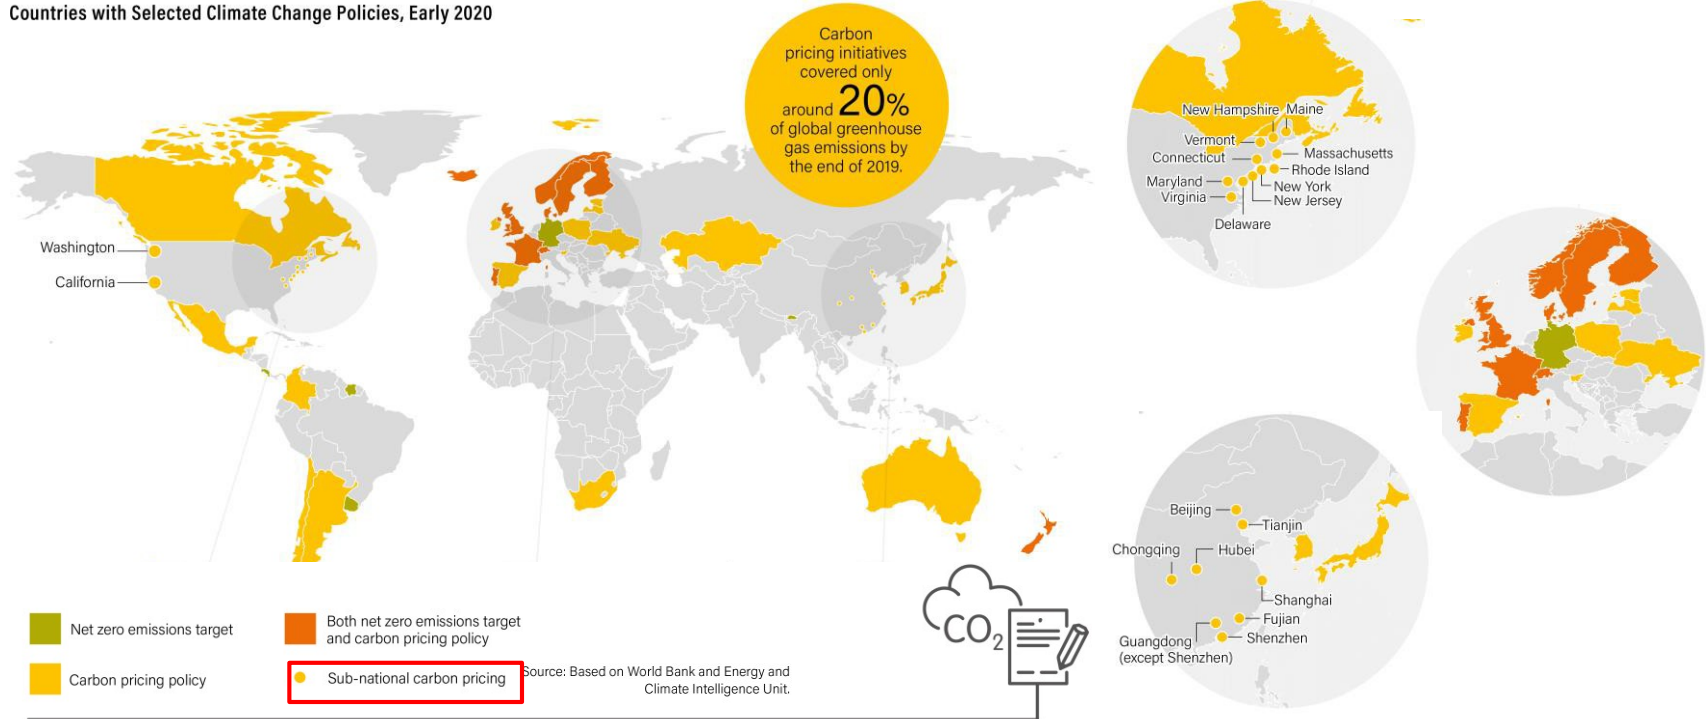 Countries with Selected Climate Change Policies, Early 2020
Carbon
pricing initiatives
covered only
around 20%
of global greenhouse
gas emissions by
the end of 2019.
Washington
California
New Hampshire
Maine
Vermont
Massachusetts
Connecticut
Rhode Island
Maryland
New York
Virginia
New Jersey
Delaware
Beijing
Tianjin
Chongqing
Hubei
Shanghai
Fujian
Guangdong
(except Shenzhen)
Shenzhen
Net zero emissions target
Both net zero emissions target
and carbon pricing policy
Carbon pricing policy
Sub-national carbon pricing
Source: Based on World Bank and Energy and
Climate Intelligence Unit.
CO2